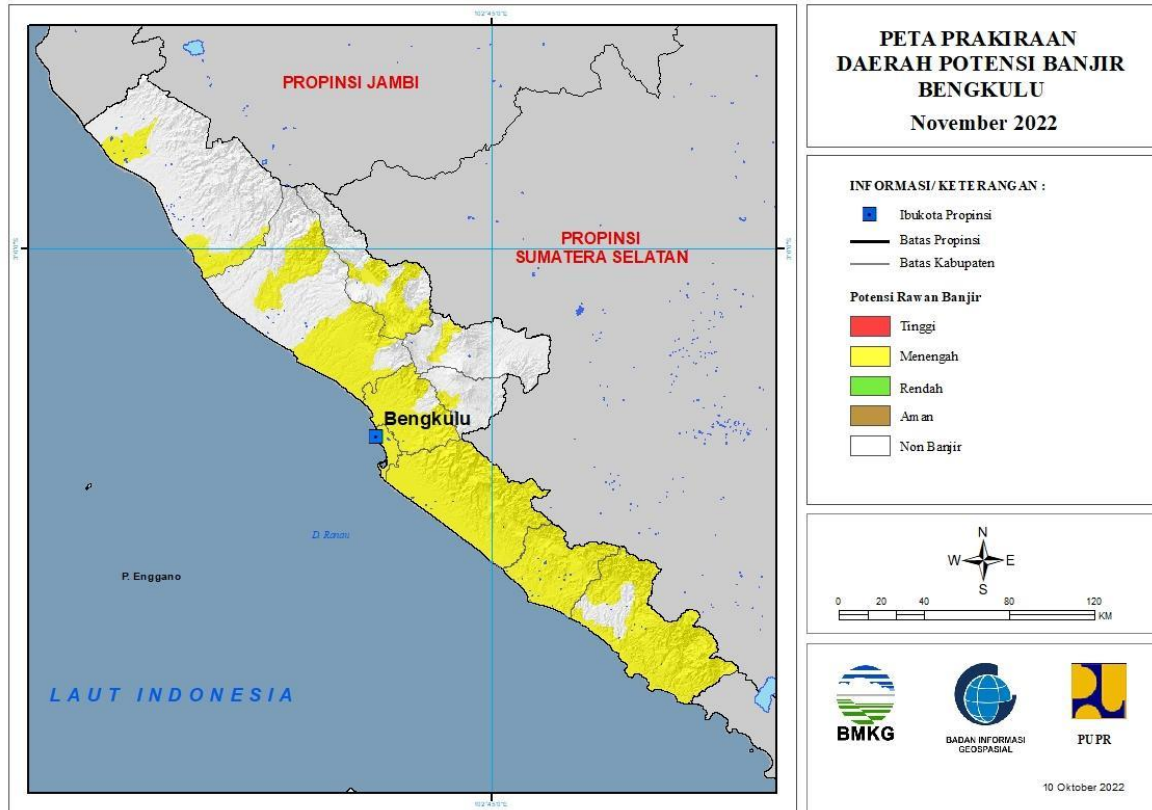 PETA PRAKIRAAN
DAERAH POTENSI BANJIR
BENGKULU
November 2022
INFORMASI/ KETERANGAN :
Ibukota Propinsi
Batas Propinsi
Batas Kabupaten
Potensi Rawan Banjir
Tinggi
Menengah
Rendah
Aman
Non Banjir
N
W E
S
0 20 40 80 120
KM
BMKG
BADAN INFORMASI
GEOSPASIAL
PUPR
10 Oktober 2022
PROPINSI JAMBI
PROPINSI
SUMATERA SELATAN
Bengkulu
D. Ranau
P. Enggano
LAUT INDONESIA